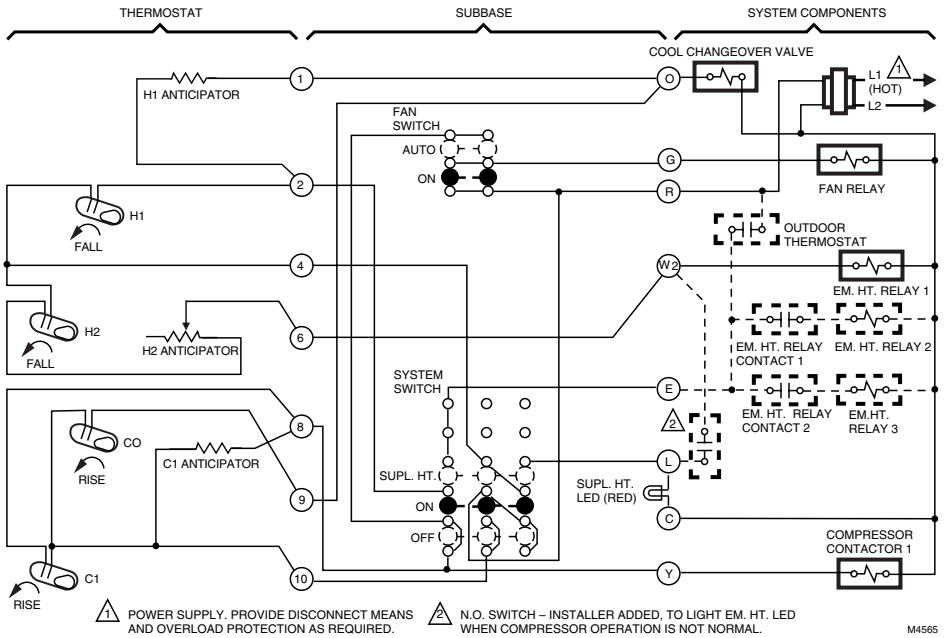 THERMOSTAT
SUBBASE
SYSTEM COMPONENTS
COOL CHANGEOVER VALVE
1
O
1
L1
(HOT)
L2
H1 ANTICIPATOR
FAN
SWITCH
AUTO
ON
G
R
FAN RELAY
2
H1
FALL
OUTDOOR
THERMOSTAT
4
W2
EM. HT. RELAY 1
H2
FALL
H2 ANTICIPATOR
6
EM. HT. RELAY
CONTACT 1
EM. HT. RELAY 2
SYSTEM
SWITCH
E
EM. HT. RELAY
CONTACT 2
EM.HT.
RELAY 3
8
CO
RISE
C1 ANTICIPATOR
2
L
SUPL. HT.
SUPL. HT.
LED (RED)
9
ON
C
OFF
COMPRESSOR
CONTACTOR 1
C1
RISE
10
Y
1 POWER SUPPLY. PROVIDE DISCONNECT MEANS
AND OVERLOAD PROTECTION AS REQUIRED.
2 N.O. SWITCH – INSTALLER ADDED, TO LIGHT EM. HT. LED
WHEN COMPRESSOR OPERATION IS NOT NORMAL.
M4565